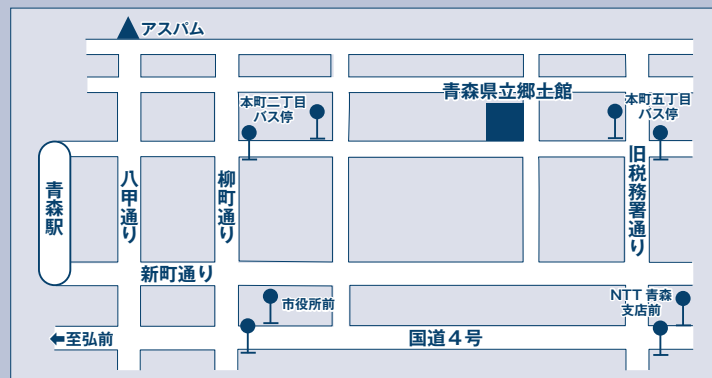 アスパム
青森県立郷土館
本町二丁目
バス停
本町五丁目
バス停
青森駅
八甲通り
柳町通り
旧税務署通り
新町通り
市役所前
NTT 青森
支店前
←至弘前
国道4号